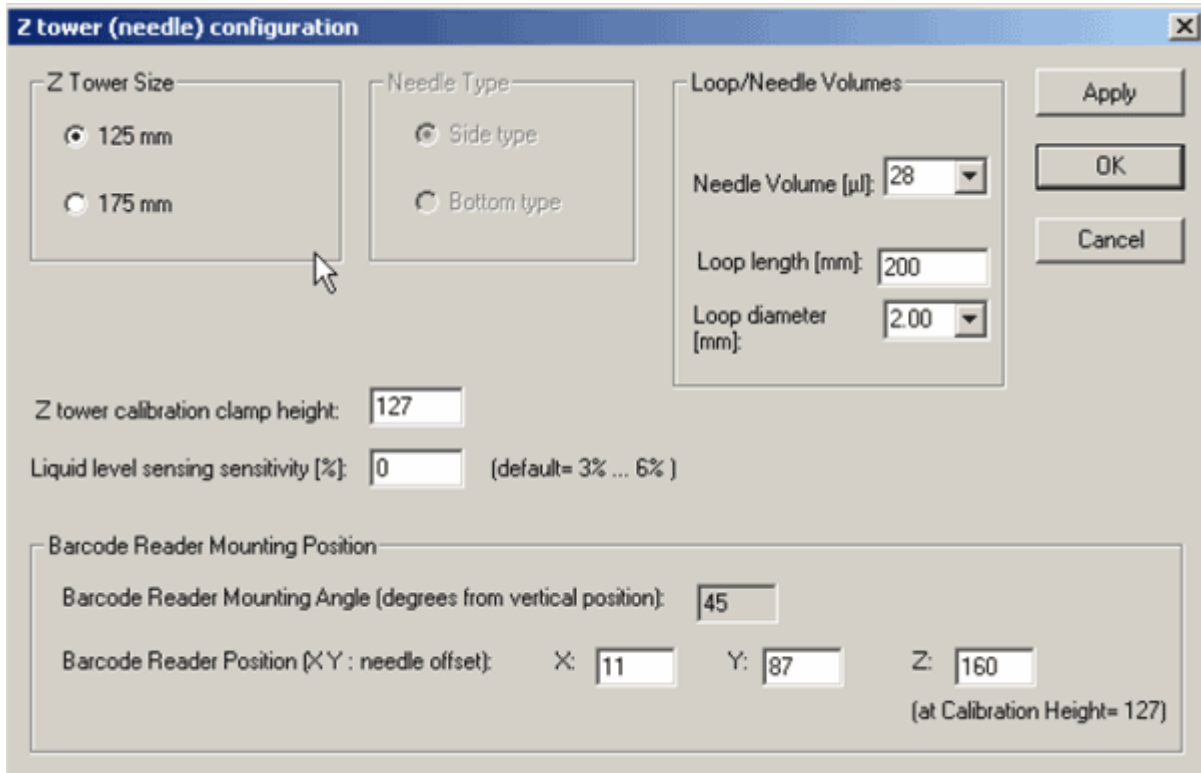 Z tower (needle) configuration
Z Tower Size
125 mm
175 mm
Needle Type
Side type
Bottom type
Loop/Needle Volumes
Needle Volume [µl]: 28
Loop length [mm]: 200
Loop diameter 2.00
[mm]:
Apply
OK
Cancel
Z tower calibration clamp height: 127
Liquid level sensing sensitivity [%]: 0 (default= 3% ... 6% )
Barcode Reader Mounting Position
Barcode Reader Mounting Angle (degrees from vertical position): 45
Barcode Reader Position (X Y : needle offset): X: 11 Y: 87 Z: 160
(at Calibration Height= 127)